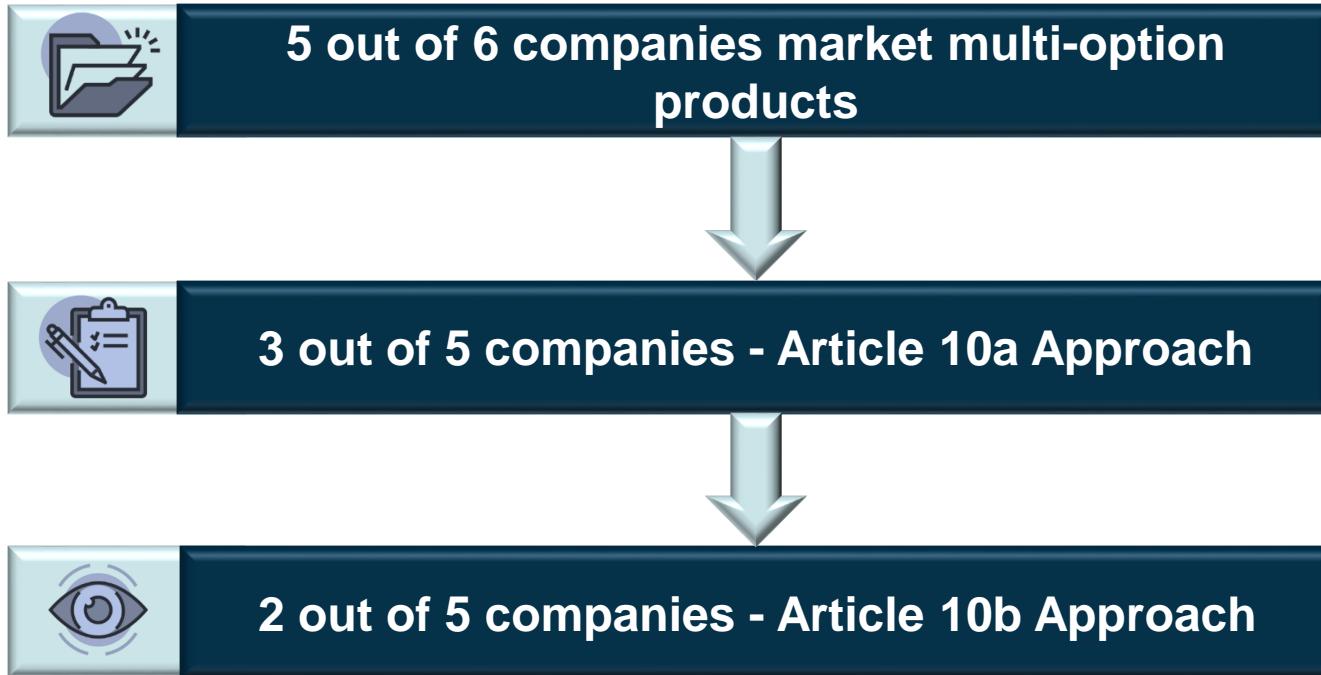 5 out of 6 companies market multi-option
products
3 out of 5 companies - Article 10a Approach
2 out of 5 companies - Article 10b Approach